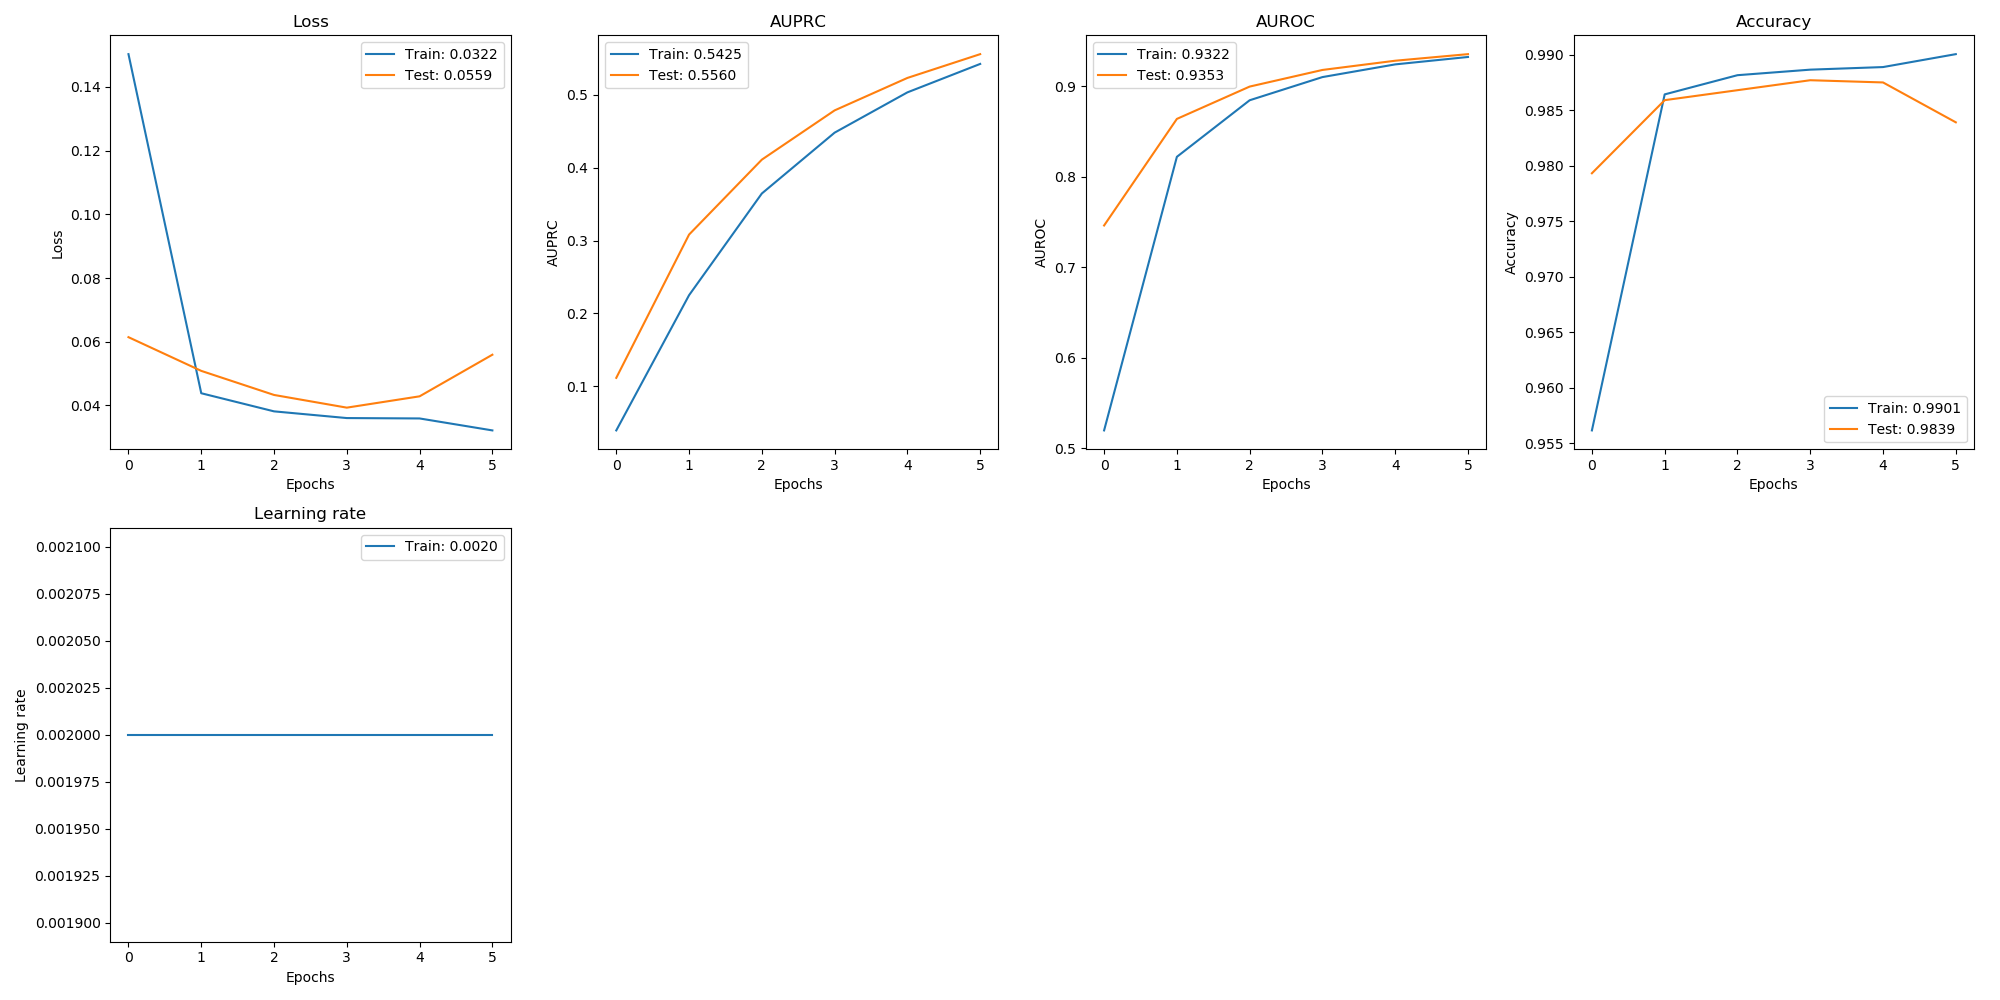 Loss
Train: 0.0322
Test: 0.0559
0.14
0.12
0.10
0.08
0.06
0.04
Loss
0 1 2 3 4 5
Epochs
AUPRC
Train: 0.5425
Test: 0.5560
0.5
0.4
0.3
0.2
0.1
AUPRC
0 1 2 3 4 5
Epochs
AUROC
Train: 0.9322
Test: 0.9353
0.9
0.8
0.7
0.6
0.5
AUROC
0 1 2 3 4 5
Epochs
Accuracy
0.990
0.985
0.980
0.975
0.970
0.965
0.960
0.955
Accuracy
Train: 0.9901
Test: 0.9839
0 1 2 3 4 5
Epochs
Learning rate
Train: 0.0020
0.002100
0.002075
0.002050
0.002025
0.002000
0.001975
0.001950
0.001925
0.001900
Learning rate
0 1 2 3 4 5
Epochs